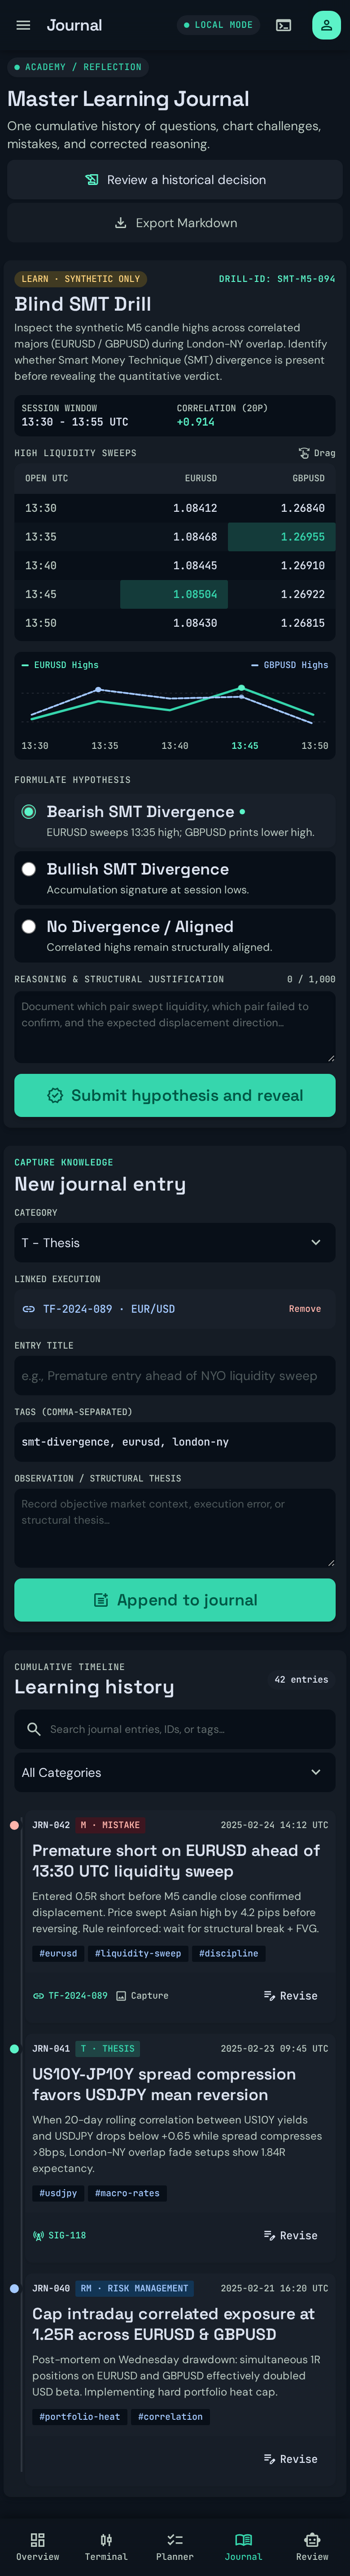 Journal
LOCAL MODE
ACADEMY / REFLECTION
Master Learning Journal
One cumulative history of questions, chart challenges,
mistakes, and corrected reasoning.
Review a historical decision
Export Markdown
LEARN · SYNTHETIC ONLY
DRILL-ID: SMT-M5-094
Blind SMT Drill
Inspect the synthetic M5 candle highs across correlated
majors (EURUSD / GBPUSD) during London-NY overlap. Identify
whether Smart Money Technique (SMT) divergence is present
before revealing the quantitative verdict.
SESSION WINDOW
CORRELATION (20P)
13:30 - 13:55 UTC
+0.914
HIGH LIQUIDITY SWEEPS
Drag
OPEN UTC EURUSD GBPUSD
13:30 1.08412 1.26840
13:35 1.08468 1.26955
13:40 1.08445 1.26910
13:45 1.08504 1.26922
13:50 1.08430 1.26815
EURUSD Highs
GBPUSD Highs
13:30 13:35 13:40 13:45 13:50
FORMULATE HYPOTHESIS
Bearish SMT Divergence
EURUSD sweeps 13:35 high; GBPUSD prints lower high.
Bullish SMT Divergence
Accumulation signature at session lows.
No Divergence / Aligned
Correlated highs remain structurally aligned.
REASONING & STRUCTURAL JUSTIFICATION
0 / 1,000
Document which pair swept liquidity, which pair failed to
confirm, and the expected displacement direction...
Submit hypothesis and reveal
CAPTURE KNOWLEDGE
New journal entry
CATEGORY
T - Thesis
LINKED EXECUTION
TF-2024-089 · EUR/USD
Remove
ENTRY TITLE
e.g., Premature entry ahead of NYO liquidity sweep
TAGS (COMMA-SEPARATED)
smt-divergence, eurusd, london-ny
OBSERVATION / STRUCTURAL THESIS
Record objective market context, execution error, or
structural thesis...
Append to journal
CUMULATIVE TIMELINE
Learning history
42 entries
Search journal entries, IDs, or tags...
All Categories
JRN-042 M · MISTAKE 2025-02-24 14:12 UTC
Premature short on EURUSD ahead of
13:30 UTC liquidity sweep
Entered 0.5R short before M5 candle close confirmed
displacement. Price swept Asian high by 4.2 pips before
reversing. Rule reinforced: wait for structural break + FVG.
#eurusd #liquidity-sweep #discipline
TF-2024-089 Capture Revise
JRN-041 T · THESIS 2025-02-23 09:45 UTC
US10Y-JP10Y spread compression
favors USDJPY mean reversion
When 20-day rolling correlation between US10Y yields
and USDJPY drops below +0.65 while spread compresses
>8bps, London-NY overlap fade setups show 1.84R
expectancy.
#usdjpy #macro-rates
SIG-118 Revise
JRN-040 RM · RISK MANAGEMENT 2025-02-21 16:20 UTC
Cap intraday correlated exposure at
1.25R across EURUSD & GBPUSD
Post-mortem on Wednesday drawdown: simultaneous 1R
positions on EURUSD and GBPUSD effectively doubled
USD beta. Implementing hard portfolio heat cap.
#portfolio-heat #correlation
Revise
Overview Terminal Planner Journal Review